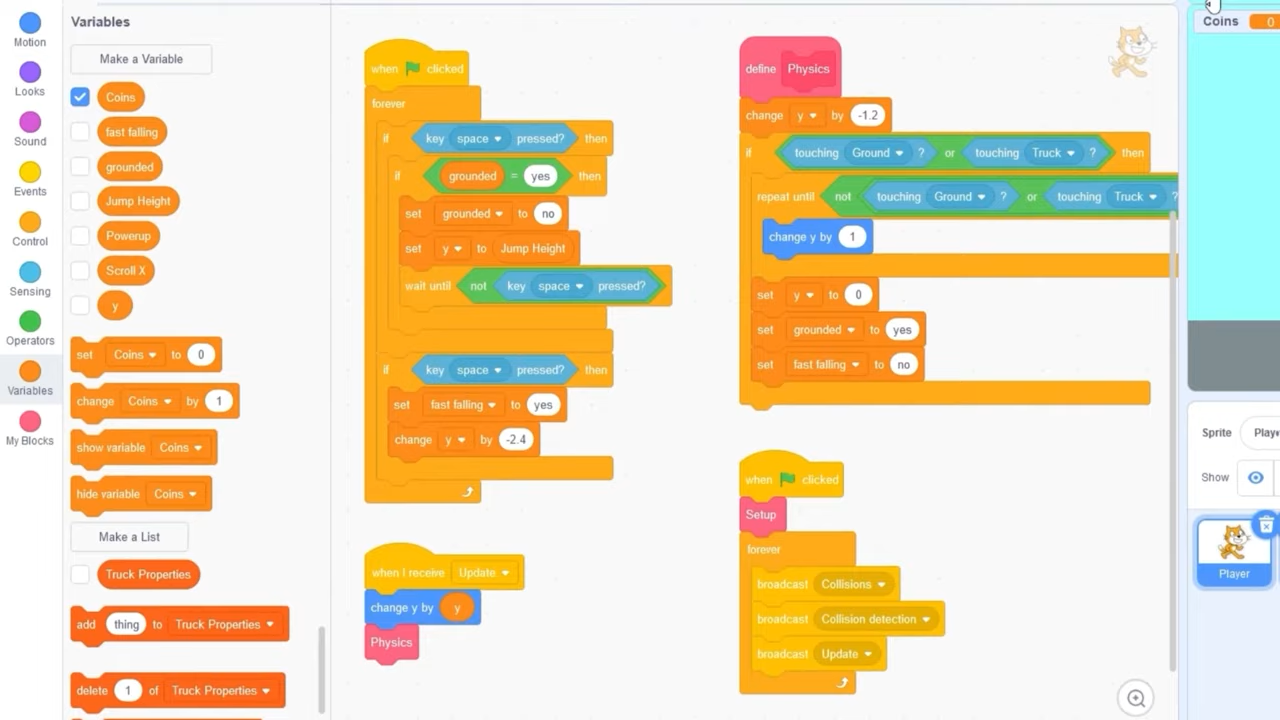 Motion
Looks
Sound
Events
Control
Sensing
Operators
Variables
My Blocks
Variables
Make a Variable
Coins
fast falling
grounded
Jump Height
Powerup
Scroll X
y
set Coins to 0
change Coins by 1
show variable Coins
hide variable Coins
Make a List
Truck Properties
add thing to Truck Properties
delete 1 of Truck Properties
when clicked
forever
if key space pressed? then
if grounded = yes then
set grounded to no
set y to Jump Height
wait until not key space pressed?
if key space pressed? then
set fast falling to yes
change y by -2.4
when I receive Update
change y by y
Physics
define Physics
change y by -1.2
if touching Ground ? or touching Truck ? then
repeat until not touching Ground ? or touching Truck ?
change y by 1
set y to 0
set grounded to yes
set fast falling to no
when clicked
Setup
forever
broadcast Collisions
broadcast Collision detection
broadcast Update
Coins 0
Sprite Playe
Show
Player